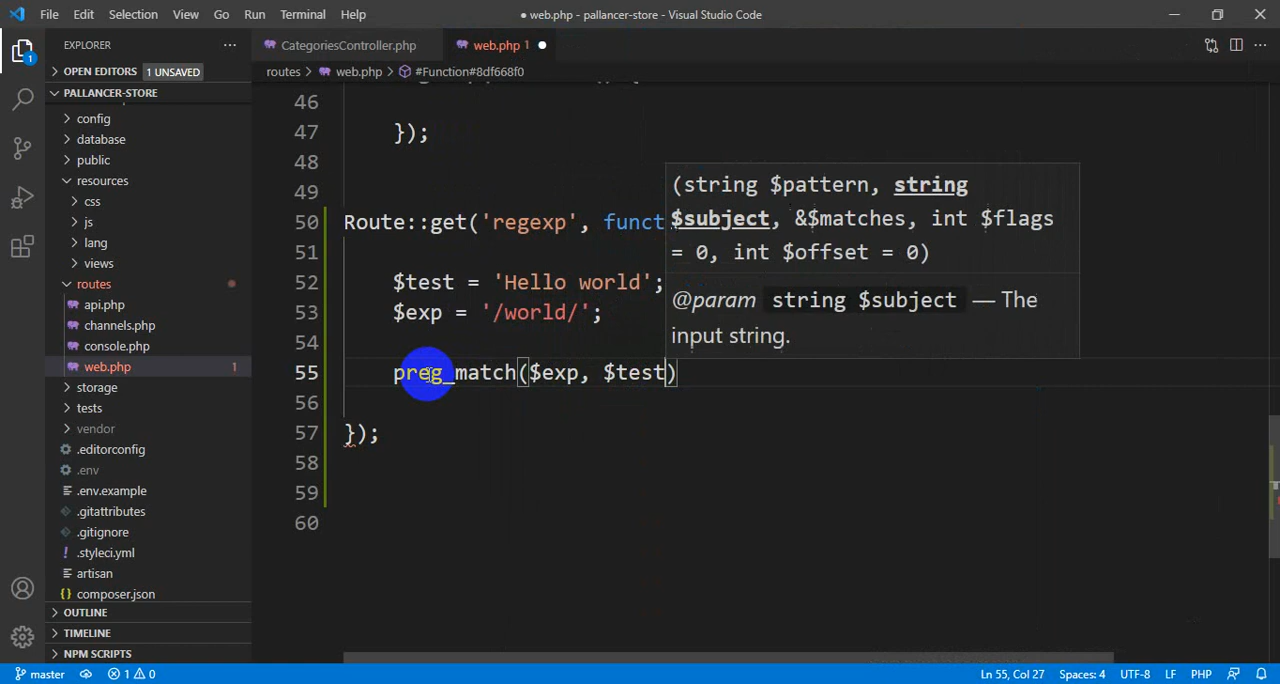 File Edit Selection View Go Run Terminal Help
● web.php - pallancer-store - Visual Studio Code
EXPLORER
OPEN EDITORS 1 UNSAVED
PALLANCER-STORE
config
database
public
resources
css
js
lang
views
routes
api.php
channels.php
console.php
web.php 1
storage
tests
vendor
.editorconfig
.env
.env.example
.gitattributes
.gitignore
.styleci.yml
artisan
composer.json
OUTLINE
TIMELINE
NPM SCRIPTS
CategoriesController.php web.php 1
routes > web.php > #Function#8df668f0
46
47 });
48
49
50 Route::get('regexp', funct
51
52 $test = 'Hello world';
53 $exp = '/world/';
54
55 preg_match($exp, $test)
56
57 });
58
59
60
(string $pattern, string
$subject, &$matches, int $flags
= 0, int $offset = 0)
@param string $subject — The
input string.
master 1 0 Ln 55, Col 27 Spaces: 4 UTF-8 LF PHP